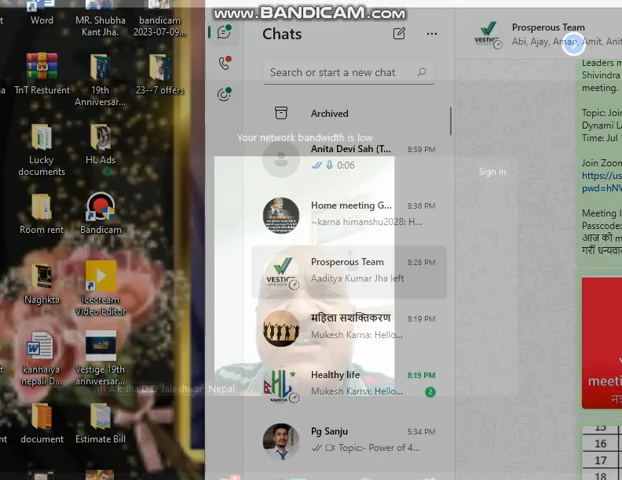 www.BANDICAM.com
Word
MR. Shubha
Kant Jha.
bandicam
2023-07-09...
TnT Resturent
19th
Anniversar...
23--7 offers
Lucky
documents
HL Ads
Room rent
Bandicam
Nagrikta
Icecream
Video Editor
kanhaiya
nepali D...
Vestige 19th
anniversar...
document
Estimate Bill
Jha.D.D Jaleshwar Nepal.
Chats
Search or start a new chat
Archived
Your network bandwidth is low
Anita Devi Sah (T...
8:59 PM
0:06
Sign in
Home meeting G...
8:36 PM
~karna himanshu2028: H...
Prosperous Team
8:28 PM
Aaditya Kumar Jha left
महिला सशक्तिकरण
8:19 PM
Mukesh Karna: Hello...
Healthy life
8:19 PM
Mukesh Karna: Hello...
2
Pg Sanju
5:34 PM
Topic:- Power of 4...
Prosperous Team
Abi, Ajay, Aman, Amit, Anit
Leaders m
Shivindra
meeting.
Topic: Join
Dynami La
Time: Jul
Join Zoon
https://us
pwd=hNV
Meeting I
Passcode:
आज को m
गरौं धन्यवा
meeti
15
16
17
18